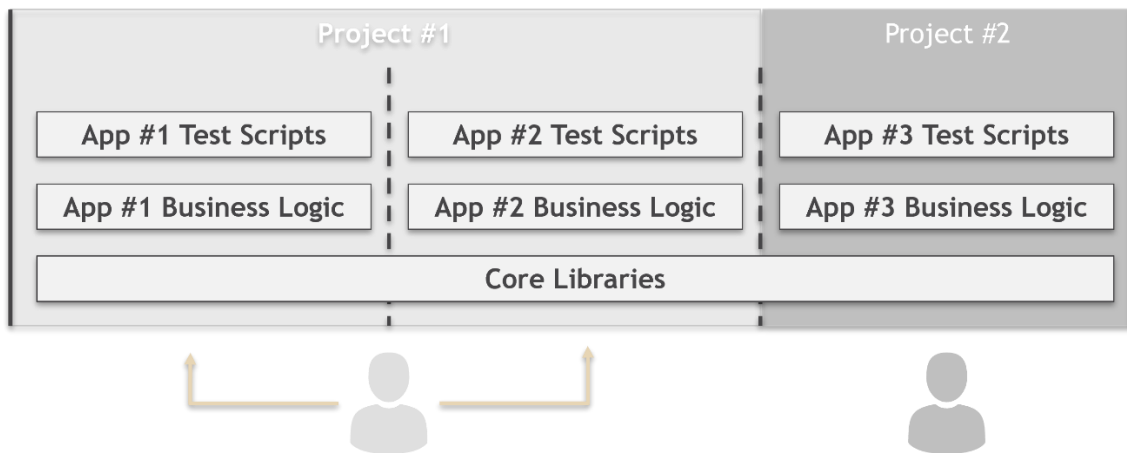 Project #1
Project #2
App #1 Test Scripts
App #2 Test Scripts
App #3 Test Scripts
App #1 Business Logic
App #2 Business Logic
App #3 Business Logic
Core Libraries